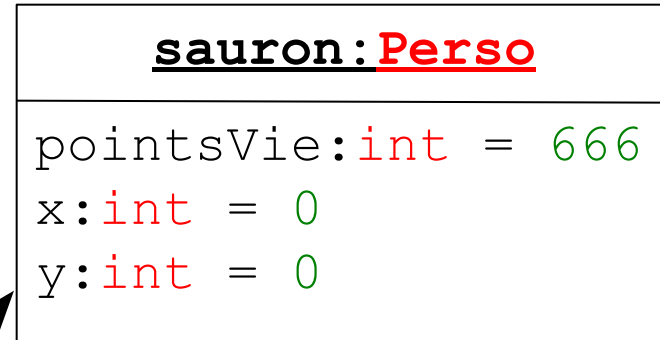 sauron:Perso
pointsVie:int = 666
x:int = 0
y:int = 0